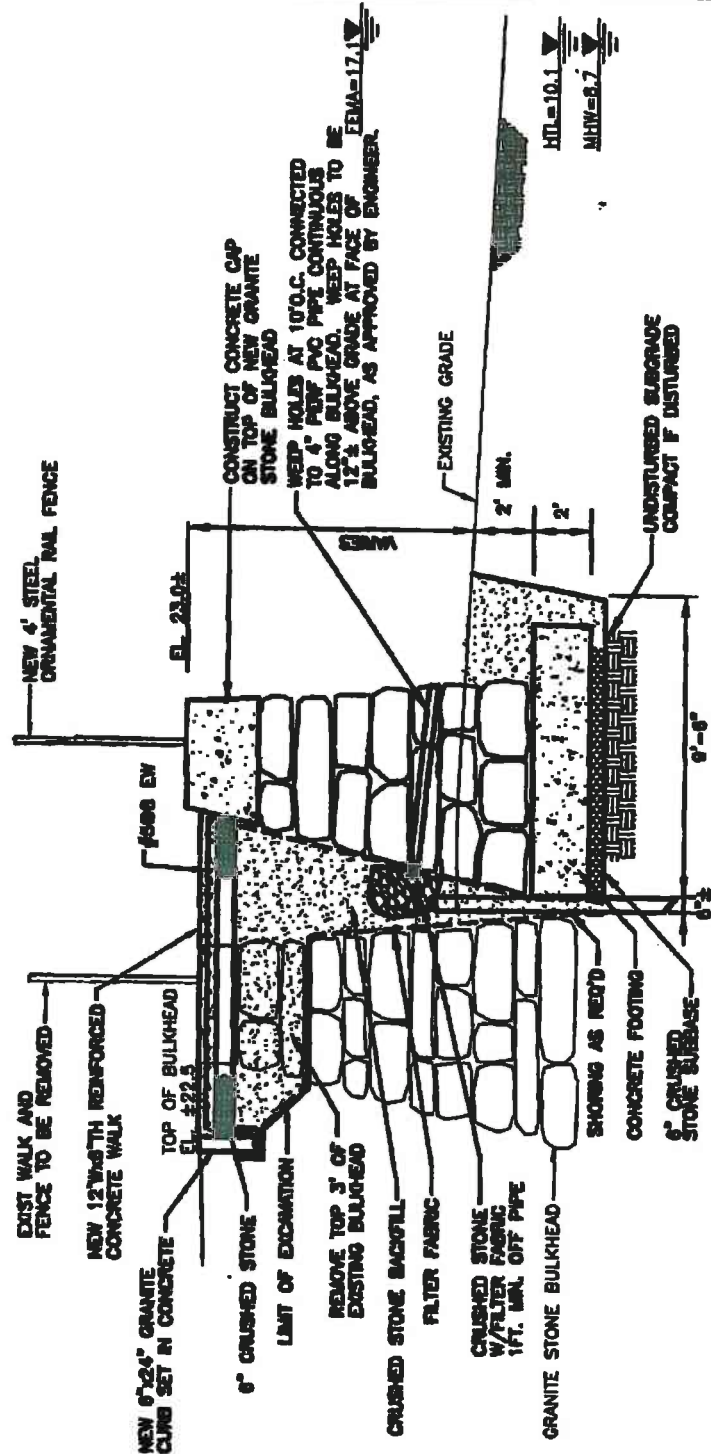 EXIST WALK AND
FENCE TO BE REMOVED
NEW 4' STEEL
ORNAMENTAL RAIL FENCE
NEW 12'Wx8"TH REINFORCED
CONCRETE WALK
NEW 6"x24" GRANITE
CURB SET IN CONCRETE
TOP OF BULKHEAD
EL ±22.5
EW
EL 23.0±
CONSTRUCT CONCRETE CAP
ON TOP OF NEW GRANITE
STONE BULKHEAD
WEEP HOLES AT 10'O.C. CONNECTED
TO 4" PERF PVC PIPE CONTINUOUS
ALONG BULKHEAD. WEEP HOLES TO BE
12"± ABOVE GRADE AT FACE OF
BULKHEAD, AS APPROVED BY ENGINEER.
FEMA=17.1
6" CRUSHED STONE
LIMIT OF EXCAVATION
REMOVE TOP 3' OF
EXISTING BULKHEAD
CRUSHED STONE BACKFILL
FILTER FABRIC
CRUSHED STONE
W/FILTER FABRIC
1FT. MIN. OFF PIPE
GRANITE STONE BULKHEAD
VARIES
EXISTING GRADE
2' MIN.
2'
HTL=10.1
MHW=8.7
UNDISTURBED SUBGRADE
COMPACT IF DISTURBED
SHORING AS REQ'D
CONCRETE FOOTING
6" CRUSHED
STONE SUBBASE
9'-6"